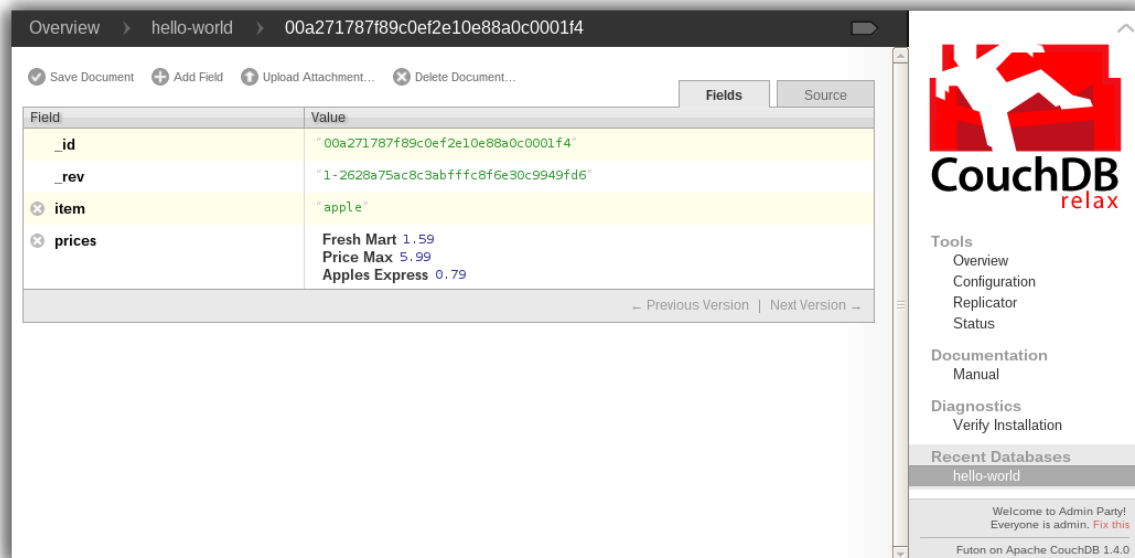 Overview hello-world 00a271787f89c0ef2e10e88a0c0001f4
Save Document Add Field Upload Attachment... Delete Document...
Fields Source
Field Value
_id "00a271787f89c0ef2e10e88a0c0001f4"
_rev "1-2628a75ac8c3abfffc8f6e30c9949fd6"
item "apple"
prices Fresh Mart 1.59
Price Max 5.99
Apples Express 0.79
← Previous Version | Next Version →
CouchDB
relax
Tools
Overview
Configuration
Replicator
Status
Documentation
Manual
Diagnostics
Verify Installation
Recent Databases
hello-world
Welcome to Admin Party!
Everyone is admin. Fix this
Futon on Apache CouchDB 1.4.0